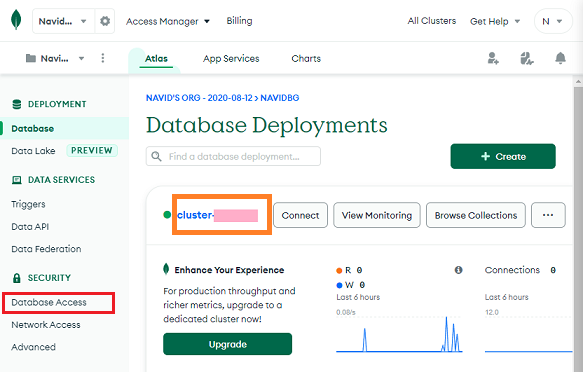 Navid...
Access Manager
Billing
All Clusters
Get Help
N
Navi...
Atlas
App Services
Charts
DEPLOYMENT
Database
Data Lake
PREVIEW
DATA SERVICES
Triggers
Data API
Data Federation
SECURITY
Database Access
Network Access
Advanced
NAVID'S ORG - 2020-08-12 > NAVIDBG
Database Deployments
Find a database deployment...
+ Create
cluster-
Connect
View Monitoring
Browse Collections
...
Enhance Your Experience
For production throughput and
richer metrics, upgrade to a
dedicated cluster now!
Upgrade
R 0
W 0
Last 6 hours
0.08/s
Connections 0
Last 6 hours
12.0